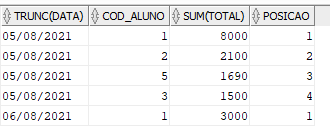 TRUNC(DATA) COD_ALUNO SUM(TOTAL) POSICAO
05/08/2021 1 8000 1
05/08/2021 2 2100 2
05/08/2021 5 1690 3
05/08/2021 3 1500 4
06/08/2021 1 3000 1